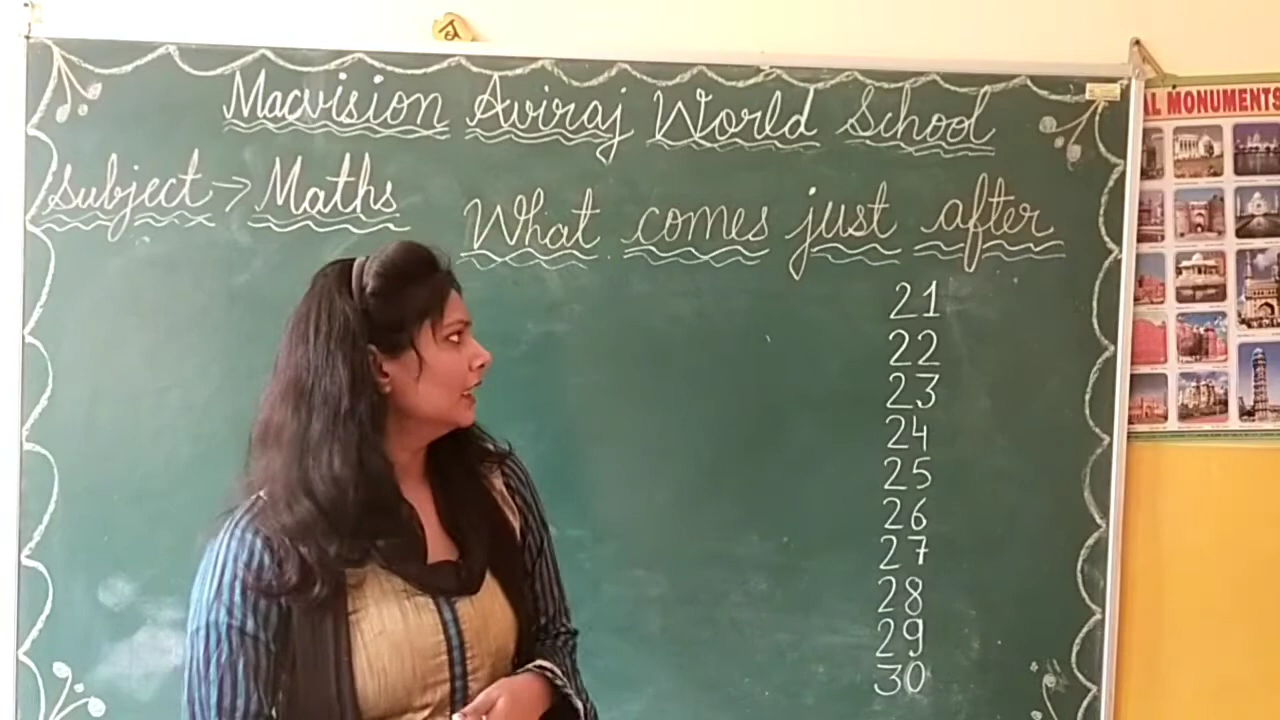 Macvision Aviraj World School
Subject → Maths
What comes just after
21
22
23
24
25
26
27
28
29
30
AL MONUMENTS